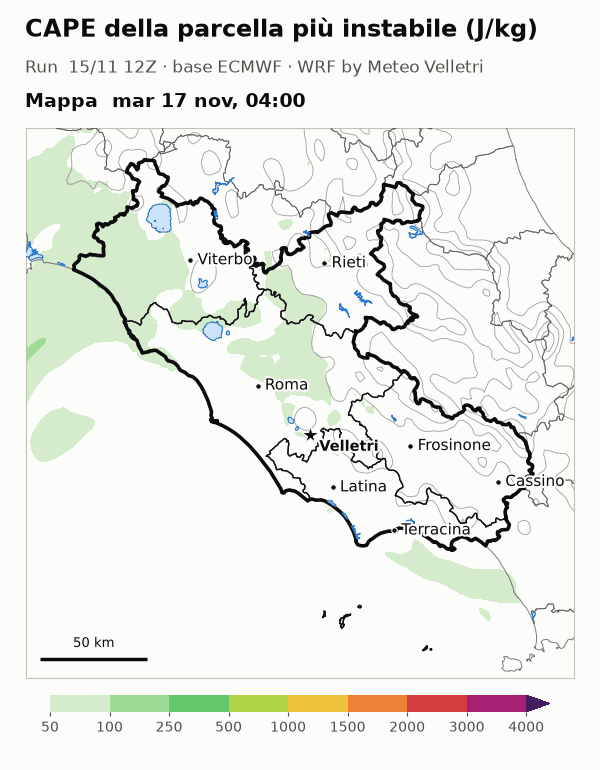 CAPE della parcella più instabile (J/kg)
Run  15/11 12Z · base ECMWF · WRF by Meteo Velletri
Mappa  mar 17 nov, 04:00
Viterbo
Rieti
Roma
Velletri
Frosinone
Cassino
Latina
Terracina
50 km
50 100 250 500 1000 1500 2000 3000 4000